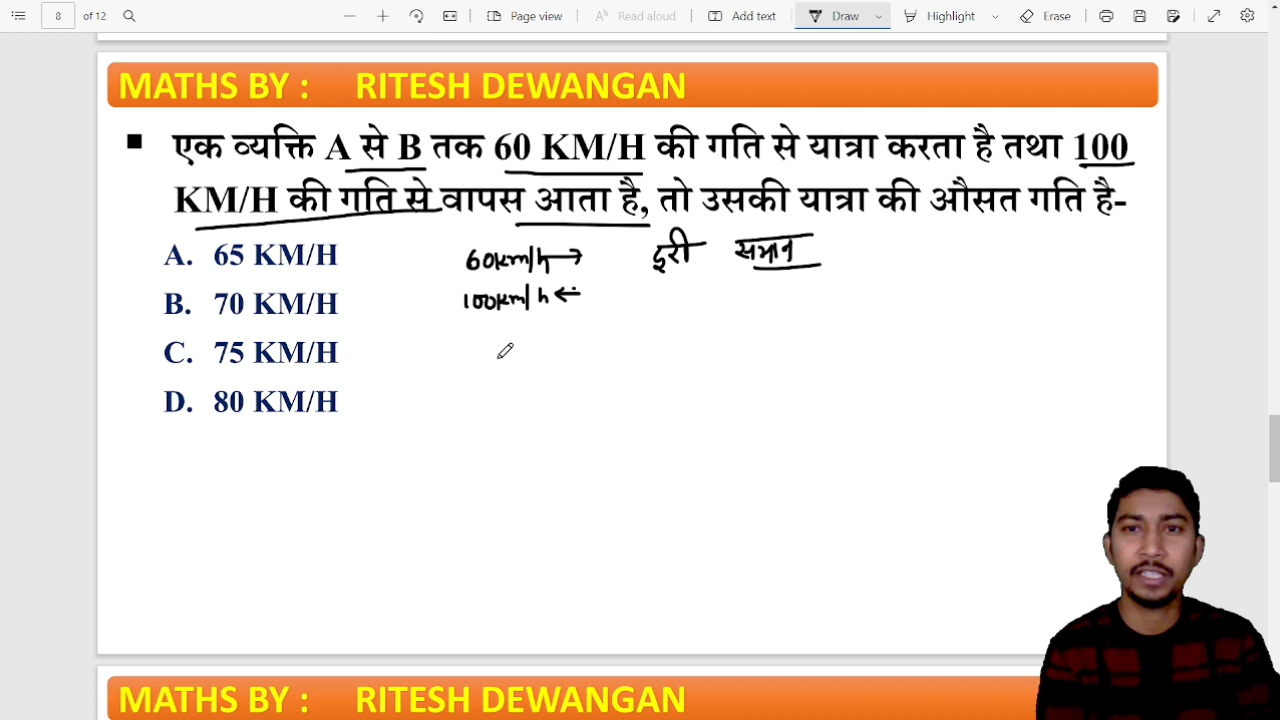 8 of 12 Page view Read aloud Add text Draw Highlight Erase
MATHS BY : RITESH DEWANGAN
एक व्यक्ति A से B तक 60 KM/H की गति से यात्रा करता है तथा 100
KM/H की गति से वापस आता है, तो उसकी यात्रा की औसत गति है-
A. 65 KM/H
60km/h → दूरी समान
B. 70 KM/H
100km/h ←
C. 75 KM/H
D. 80 KM/H
MATHS BY : RITESH DEWANGAN